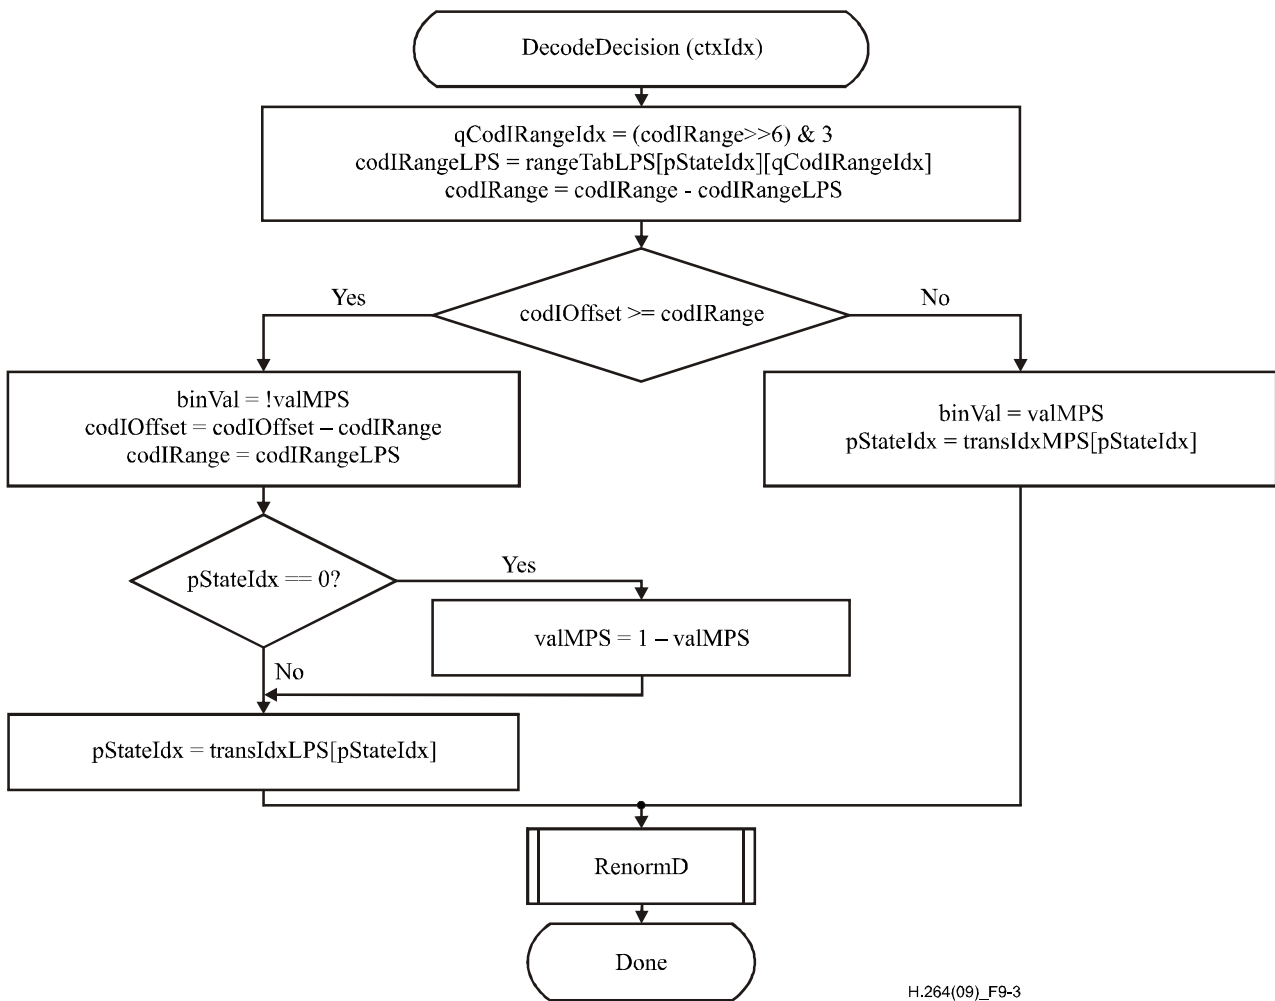 DecodeDecision (ctxIdx)
qCodIRangeIdx = (codIRange>>6) & 3
codIRangeLPS = rangeTabLPS[pStateIdx][qCodIRangeIdx]
codIRange = codIRange - codIRangeLPS
Yes
No
codIOffset >= codIRange
binVal = !valMPS
codIOffset = codIOffset – codIRange
codIRange = codIRangeLPS
binVal = valMPS
pStateIdx = transIdxMPS[pStateIdx]
pStateIdx == 0?
Yes
valMPS = 1 – valMPS
No
pStateIdx = transIdxLPS[pStateIdx]
RenormD
Done
H.264(09)_F9-3